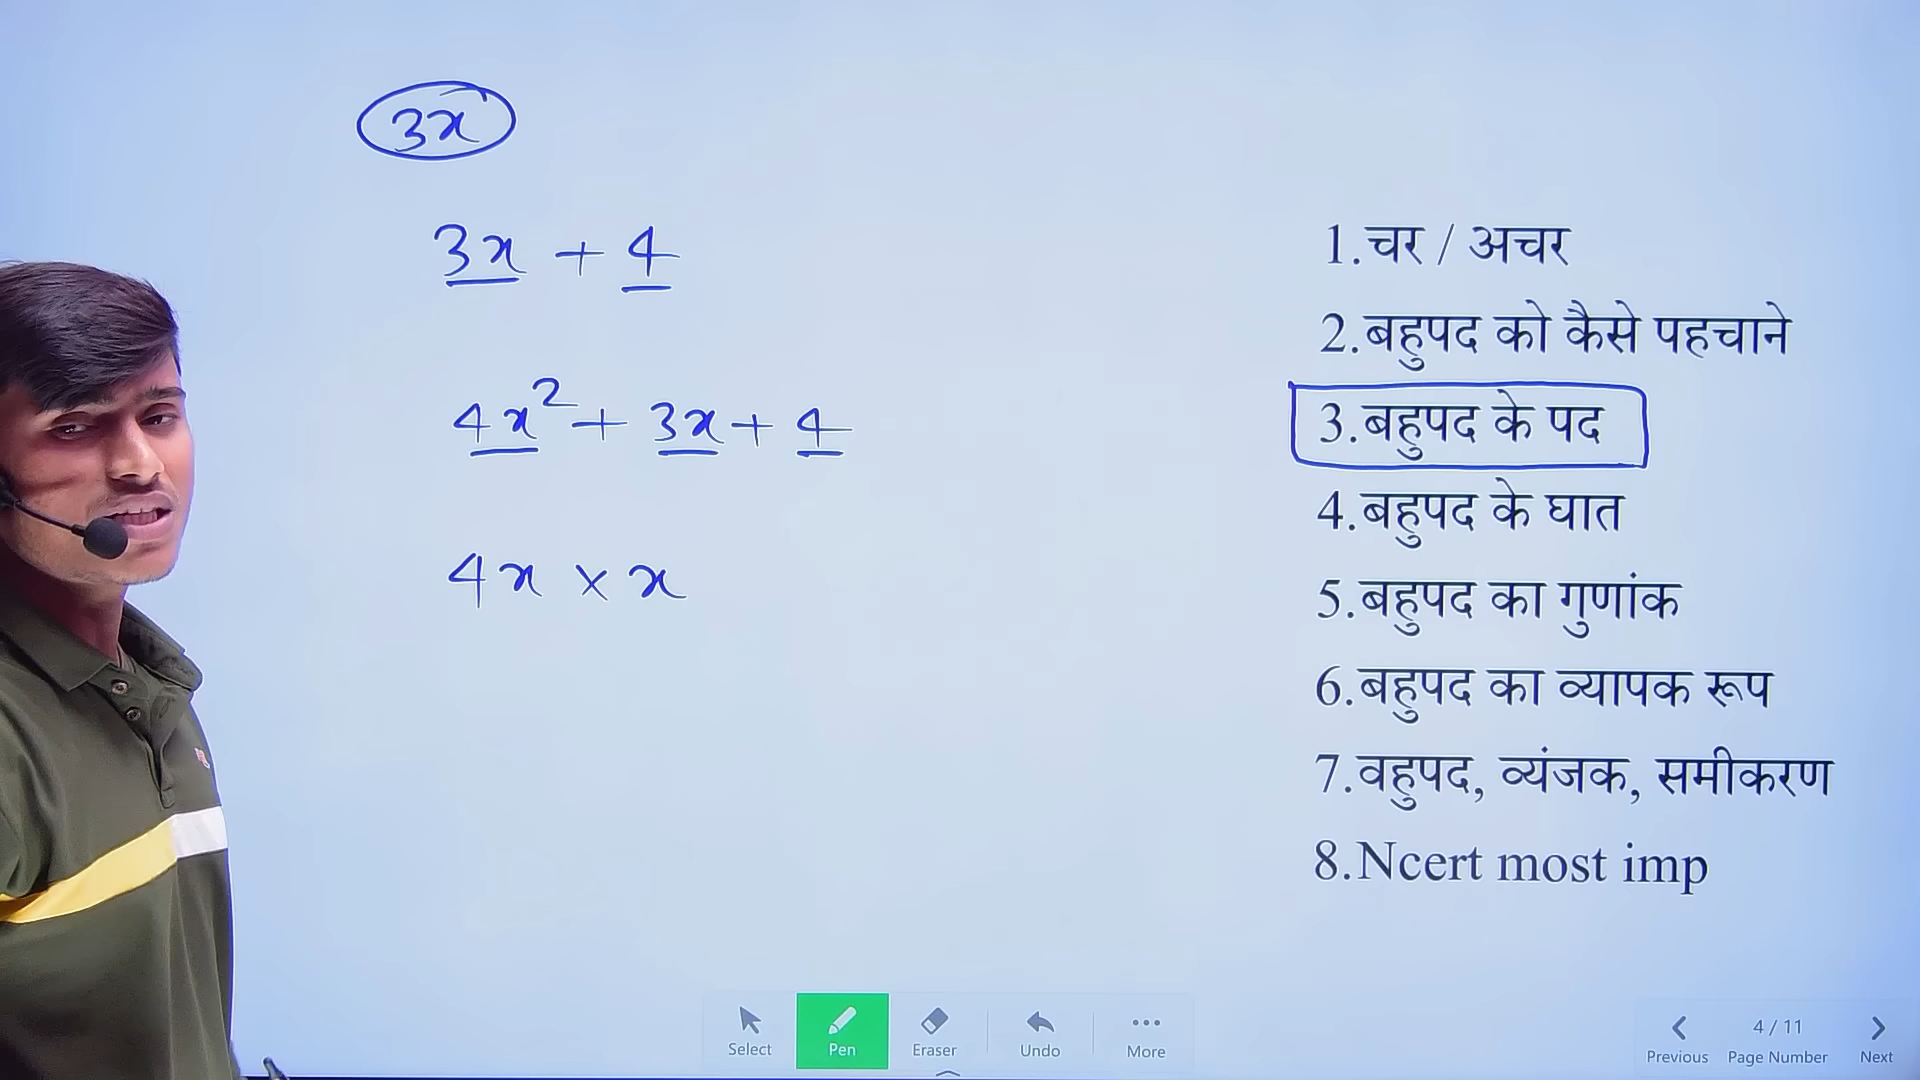 3x
3x + 4
4x² + 3x + 4
4x × x
1.चर / अचर
2.बहुपद को कैसे पहचाने
3.बहुपद के पद
4.बहुपद के घात
5.बहुपद का गुणांक
6.बहुपद का व्यापक रूप
7.वहुपद, व्यंजक, समीकरण
8.Ncert most imp
Select Pen Eraser Undo More
4 / 11
Previous Page Number Next